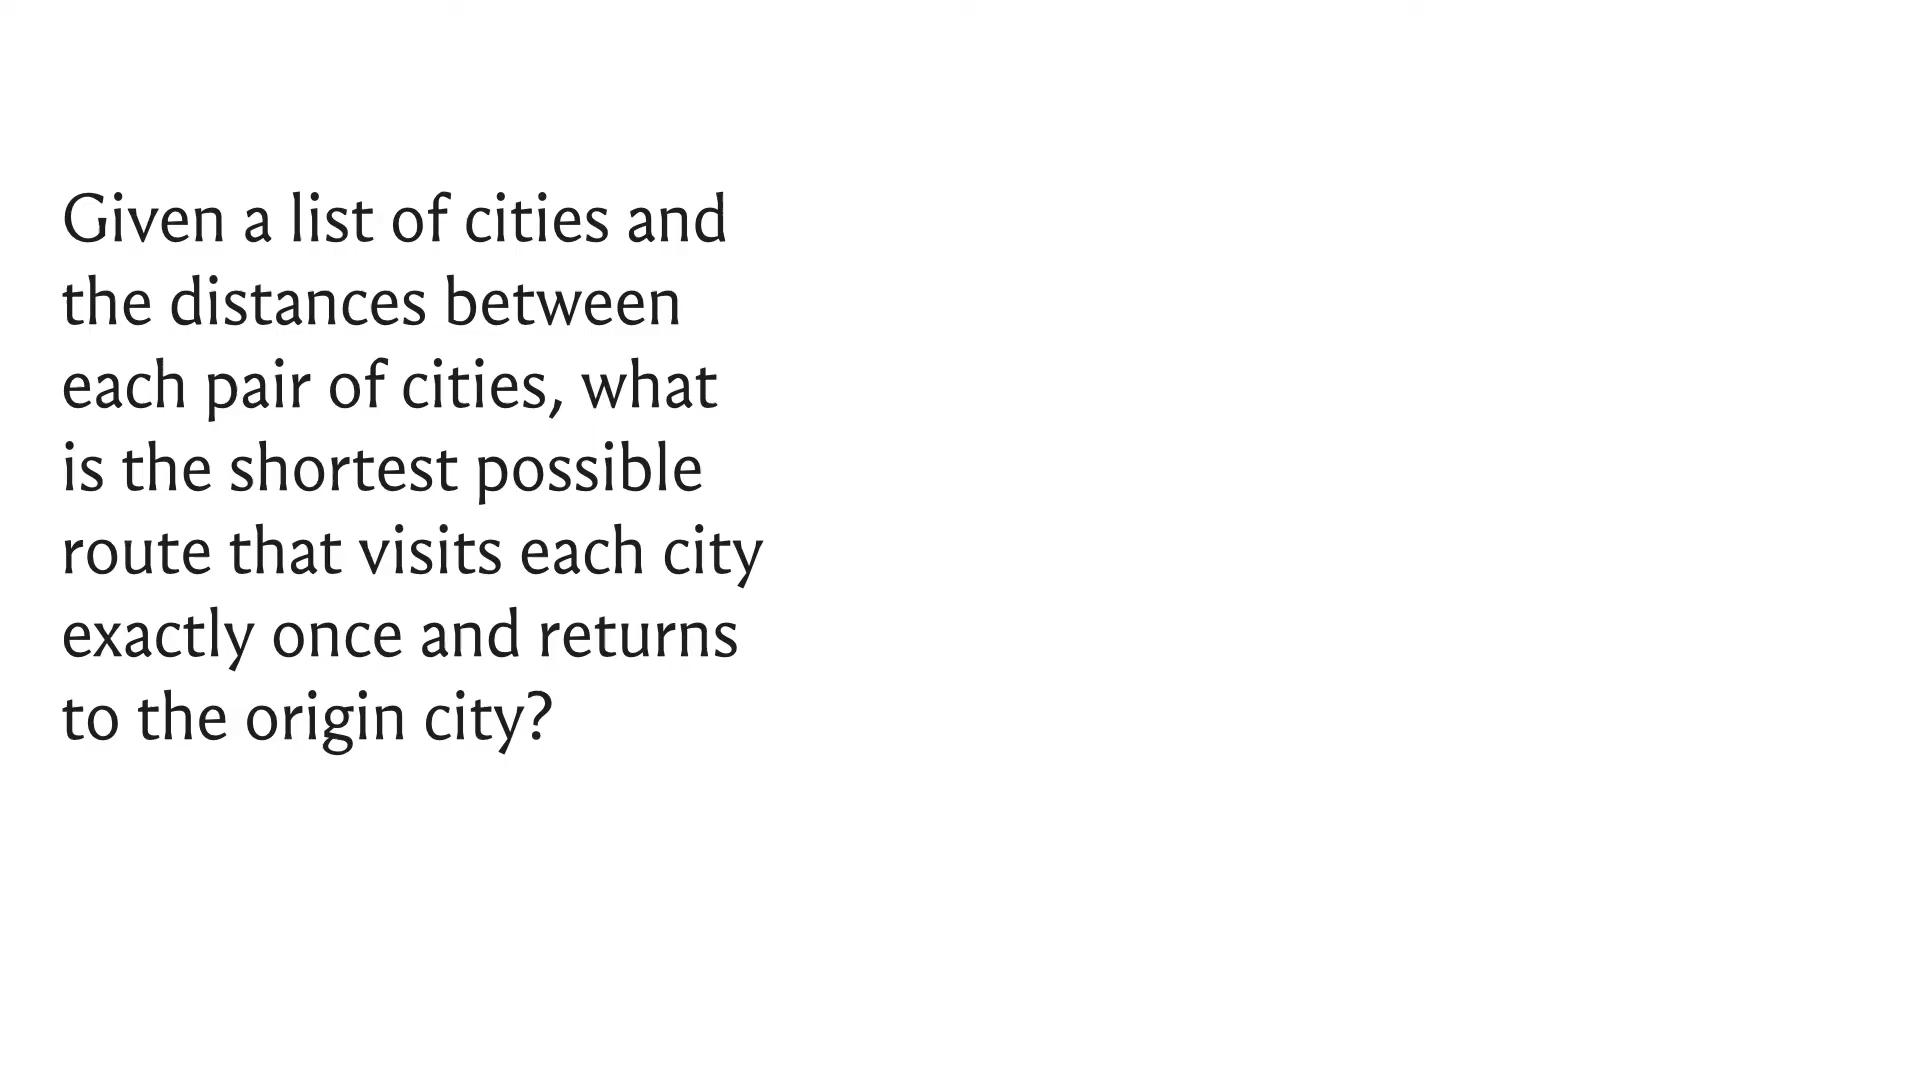 Given a list of cities and
the distances between
each pair of cities, what
is the shortest possible
route that visits each city
exactly once and returns
to the origin city?